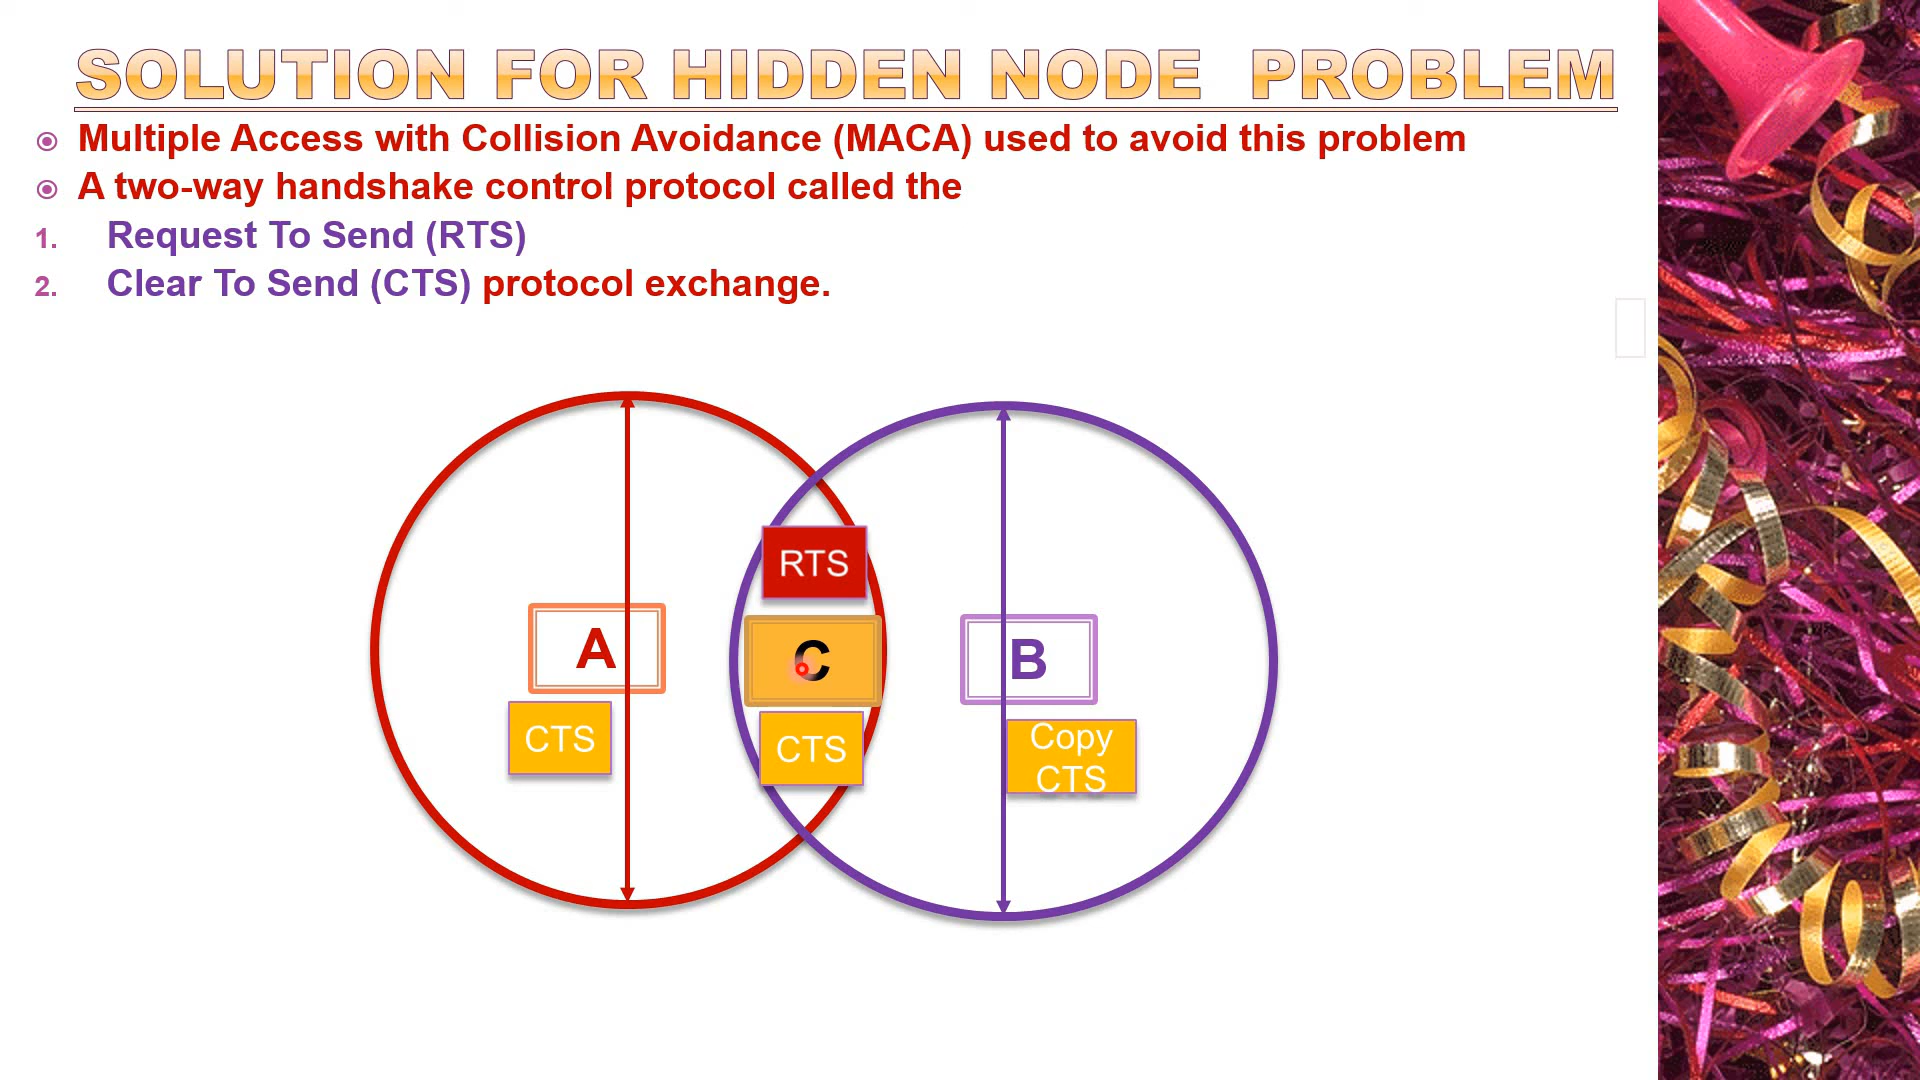 SOLUTION FOR HIDDEN NODE PROBLEM
Multiple Access with Collision Avoidance (MACA) used to avoid this problem
A two-way handshake control protocol called the
1. Request To Send (RTS)
2. Clear To Send (CTS) protocol exchange.
RTS
A
C
B
CTS
CTS
Copy
CTS